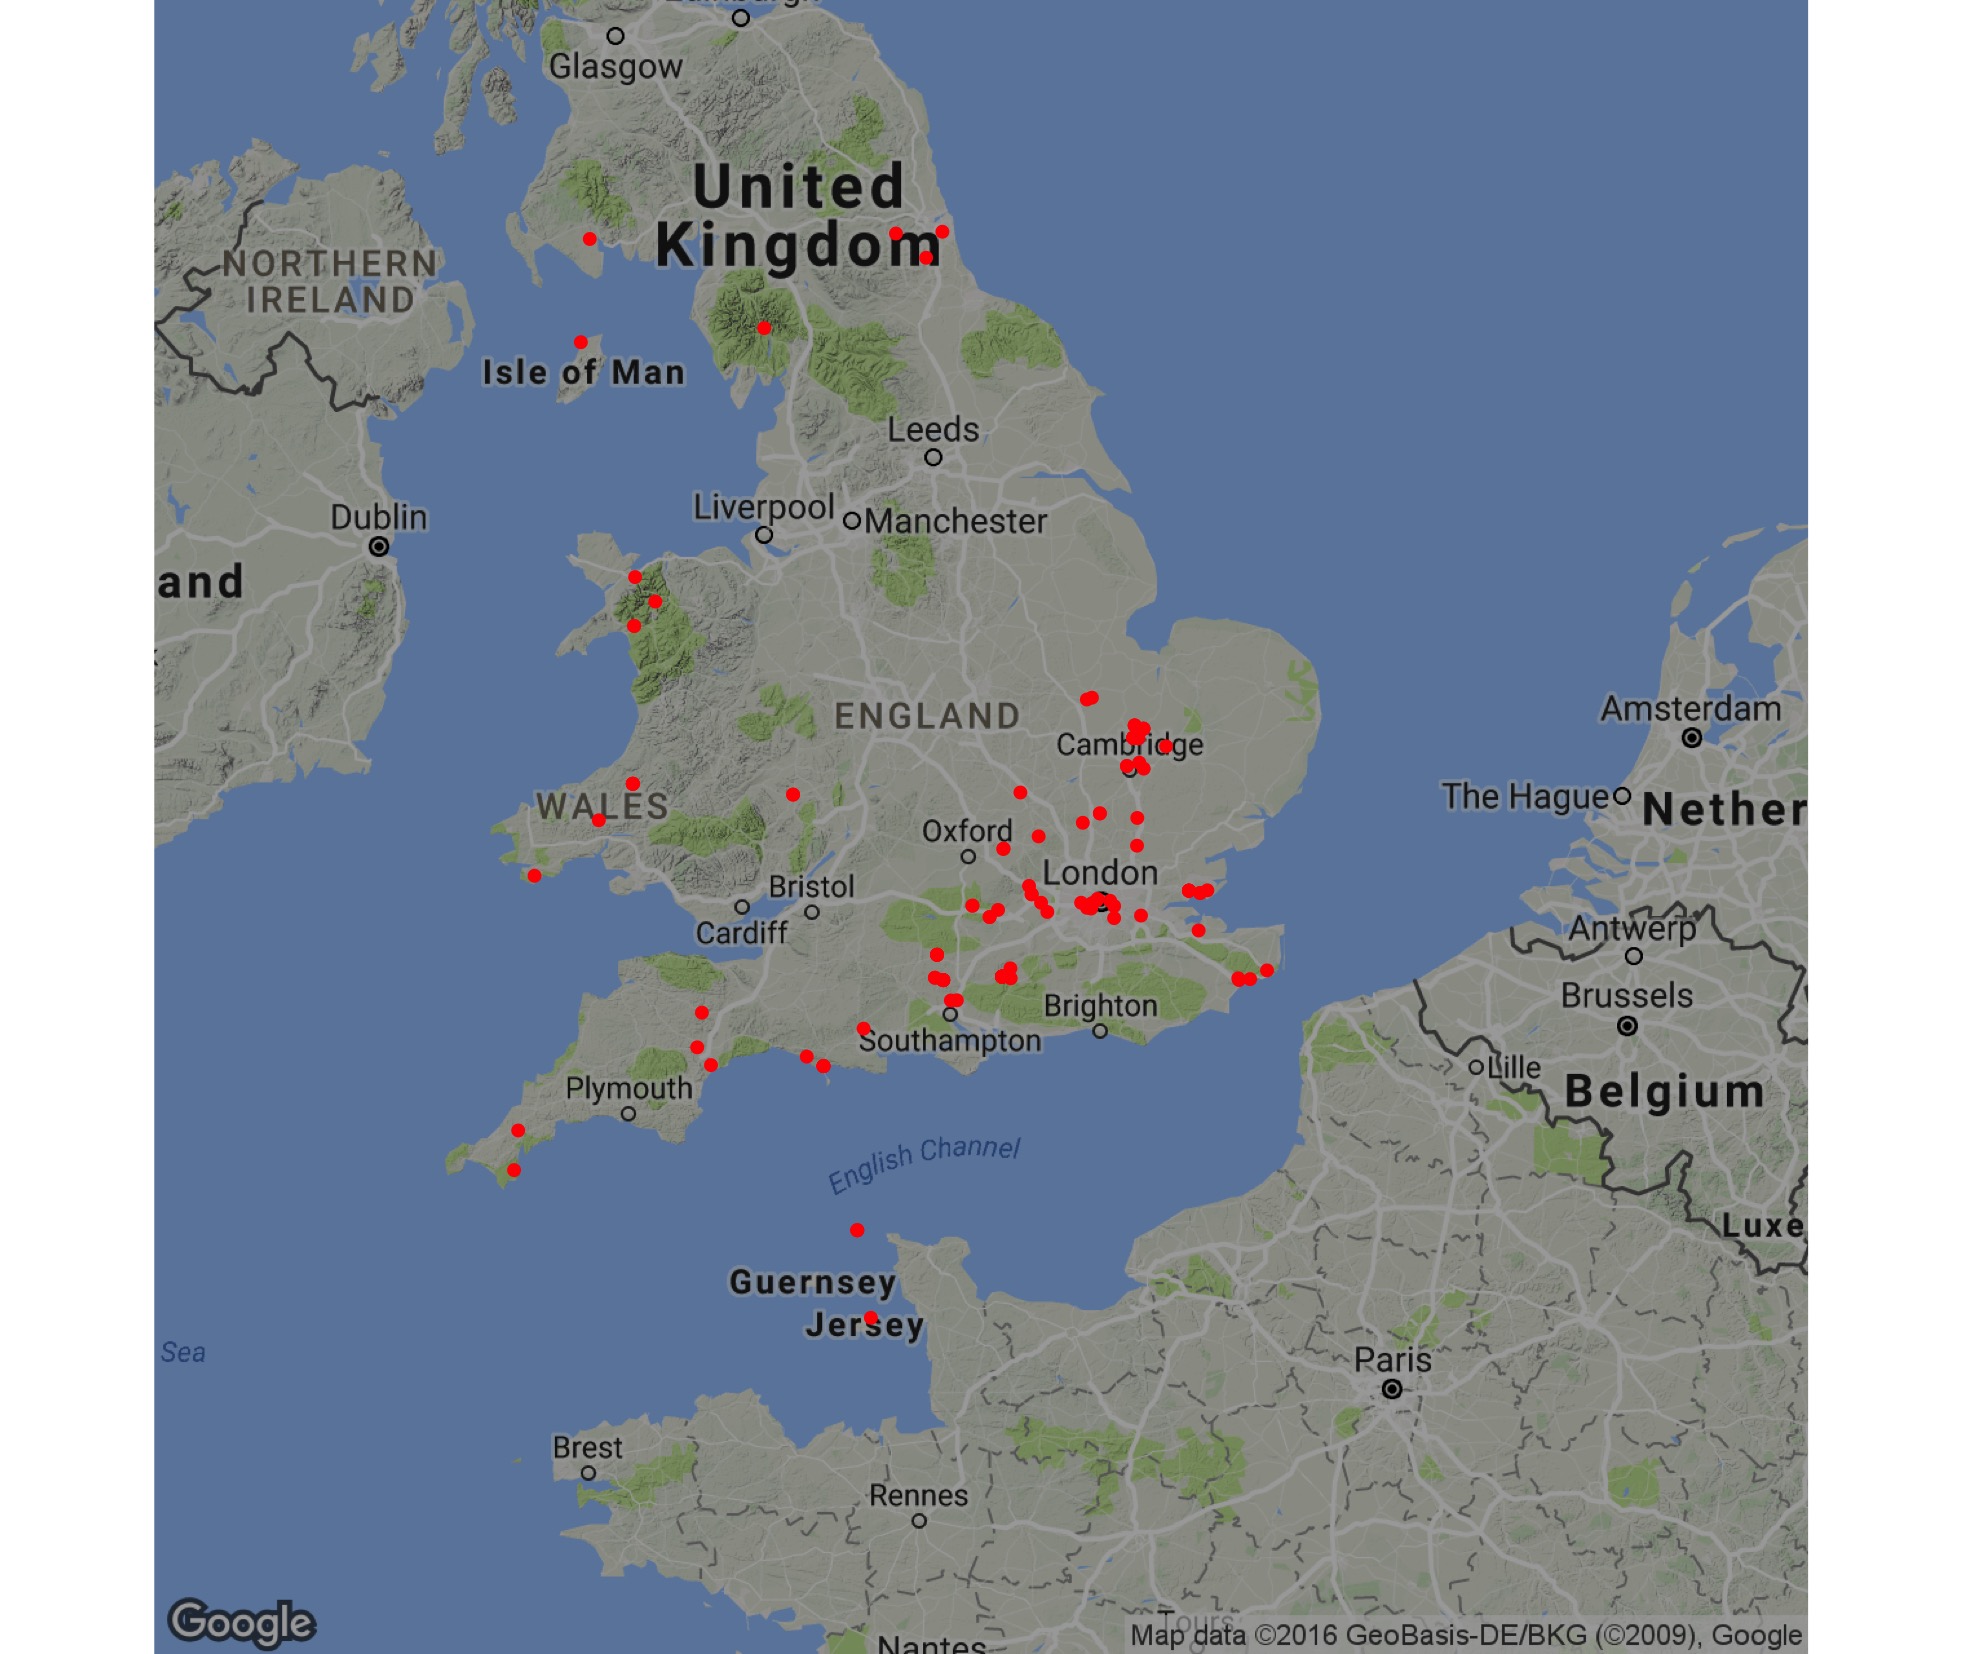 Edinburgh
Glasgow
United
Kingdom
NORTHERN
IRELAND
Isle of Man
Leeds
Liverpool
Manchester
Dublin
and
ENGLAND
Cambridge
Amsterdam
The Hague
Nether
WALES
Oxford
London
Bristol
Cardiff
Antwerp
Brussels
Brighton
Southampton
Lille
Plymouth
Belgium
English Channel
Luxe
Guernsey
Jersey
Sea
Paris
Brest
Rennes
Tours
Nantes
Google
Map data ©2016 GeoBasis-DE/BKG (©2009), Google